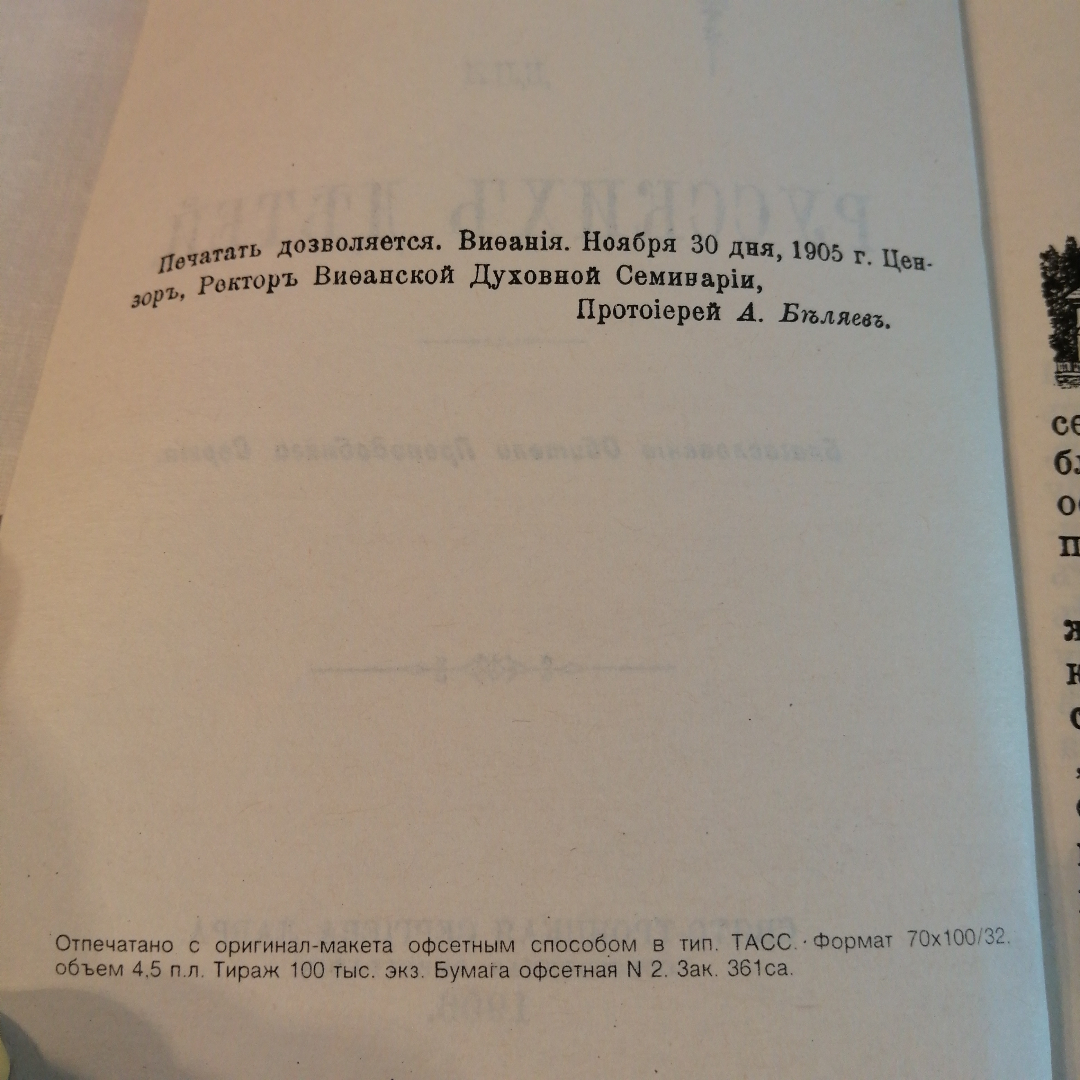 Печатать дозволяется. Виѳанія. Ноября 30 дня, 1905 г. Цен-
зоръ, Ректоръ Виѳанской Духовной Семинаріи,
Протоіерей А. Бѣляевъ.
Отпечатано с оригинал-макета офсетным способом в тип. ТАСС. Формат 70х100/32.
объем 4,5 п.л. Тираж 100 тыс. экз. Бумага офсетная N 2. Зак. 361са.